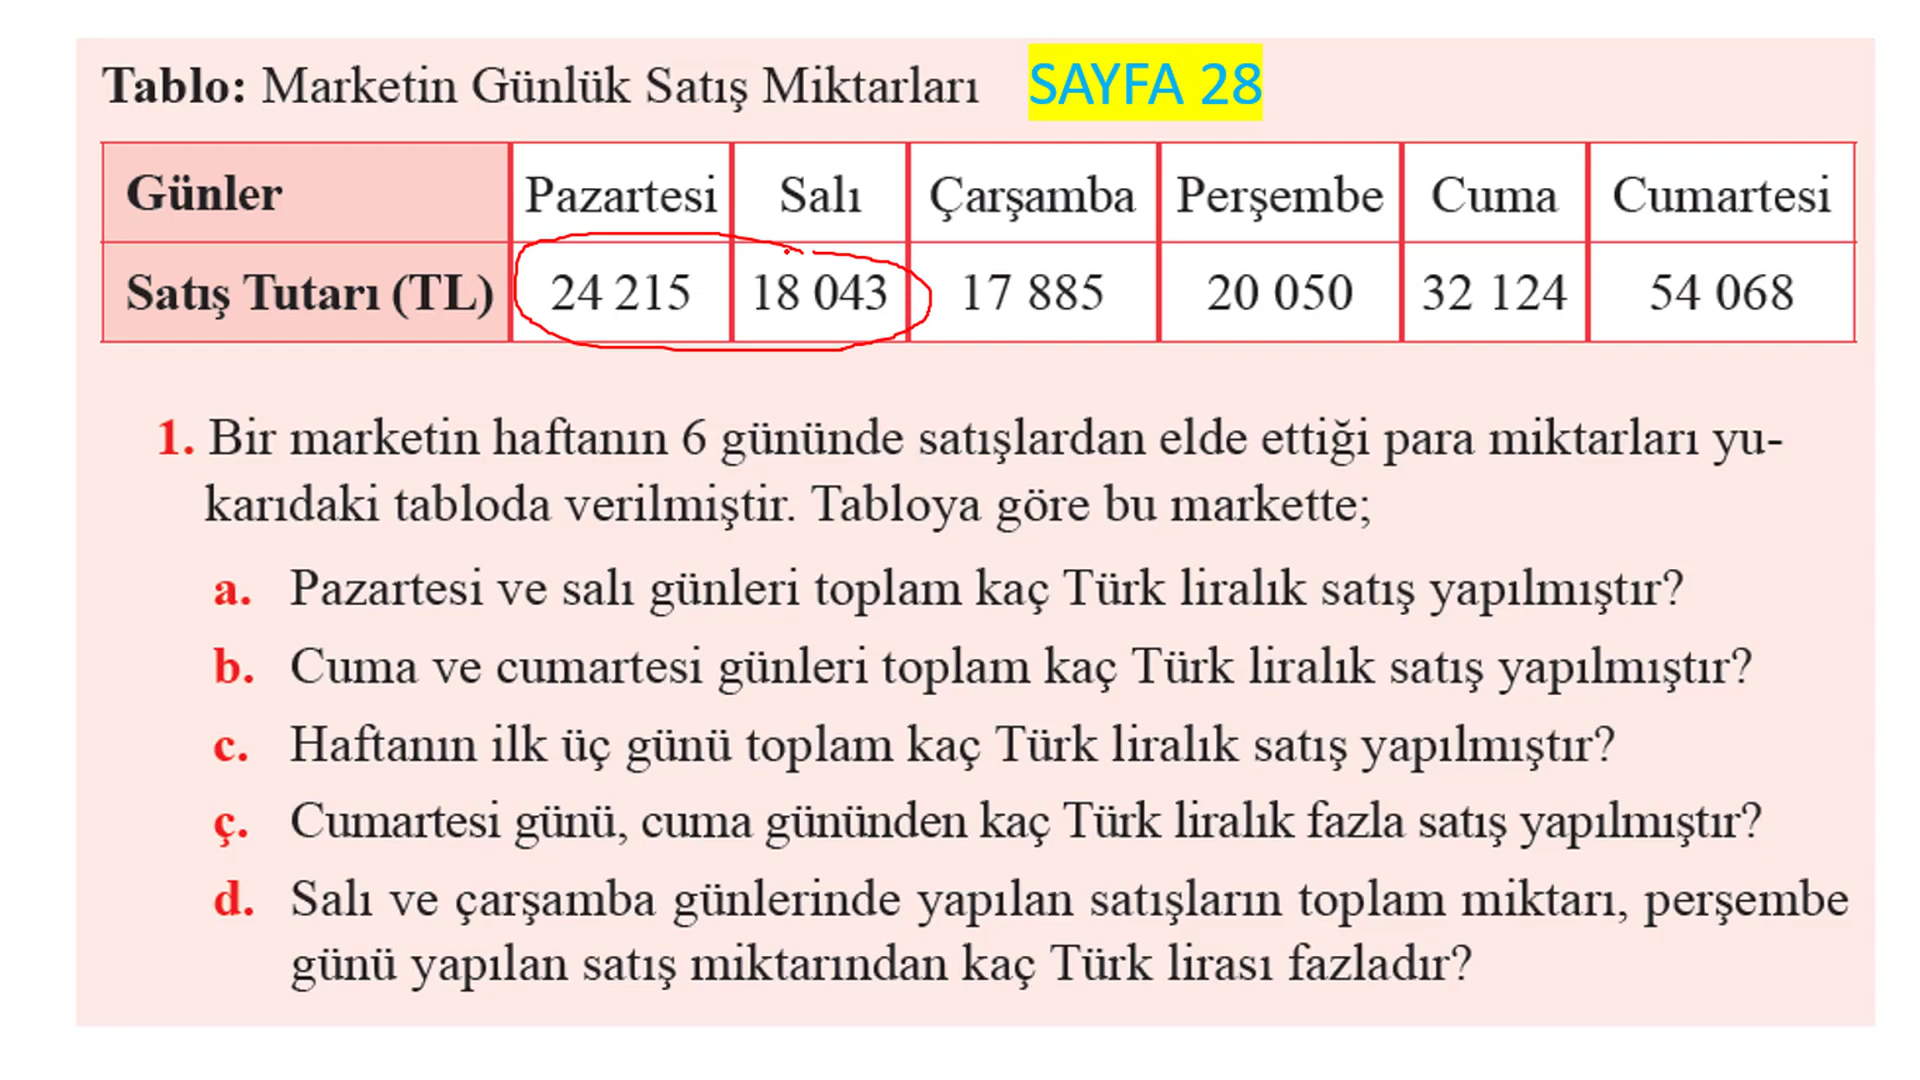 Tablo: Marketin Günlük Satış Miktarları SAYFA 28
Günler Pazartesi Salı Çarşamba Perşembe Cuma Cumartesi
Satış Tutarı (TL) 24 215 18 043 17 885 20 050 32 124 54 068
1. Bir marketin haftanın 6 gününde satışlardan elde ettiği para miktarları yu-
karıdaki tabloda verilmiştir. Tabloya göre bu markette;
a. Pazartesi ve salı günleri toplam kaç Türk liralık satış yapılmıştır?
b. Cuma ve cumartesi günleri toplam kaç Türk liralık satış yapılmıştır?
c. Haftanın ilk üç günü toplam kaç Türk liralık satış yapılmıştır?
ç. Cumartesi günü, cuma gününden kaç Türk liralık fazla satış yapılmıştır?
d. Salı ve çarşamba günlerinde yapılan satışların toplam miktarı, perşembe
günü yapılan satış miktarından kaç Türk lirası fazladır?